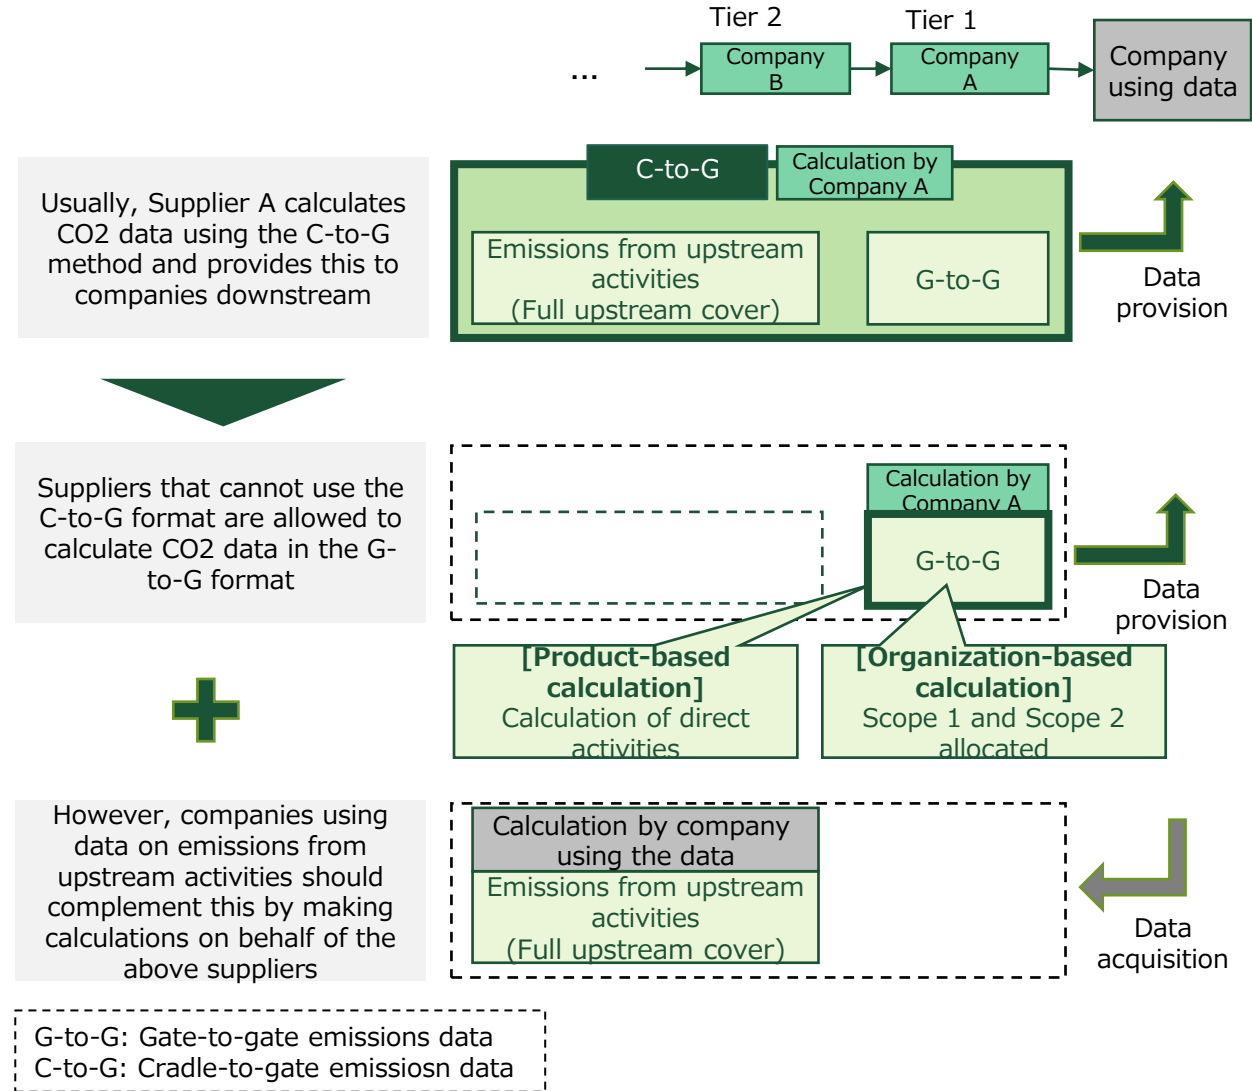 Tier 2
Tier 1
...
Company
B
Company
A
Company
using data
Usually, Supplier A calculates
CO2 data using the C-to-G
method and provides this to
companies downstream
C-to-G
Calculation by
Company A
Emissions from upstream
activities
(Full upstream cover)
G-to-G
Data
provision
Suppliers that cannot use the
C-to-G format are allowed to
calculate CO2 data in the G-
to-G format
Calculation by
Company A
G-to-G
Data
provision
[Product-based
calculation]
Calculation of direct
activities
[Organization-based
calculation]
Scope 1 and Scope 2
allocated
However, companies using
data on emissions from
upstream activities should
complement this by making
calculations on behalf of the
above suppliers
Calculation by company
using the data
Emissions from upstream
activities
(Full upstream cover)
Data
acquisition
G-to-G: Gate-to-gate emissions data
C-to-G: Cradle-to-gate emissiosn data